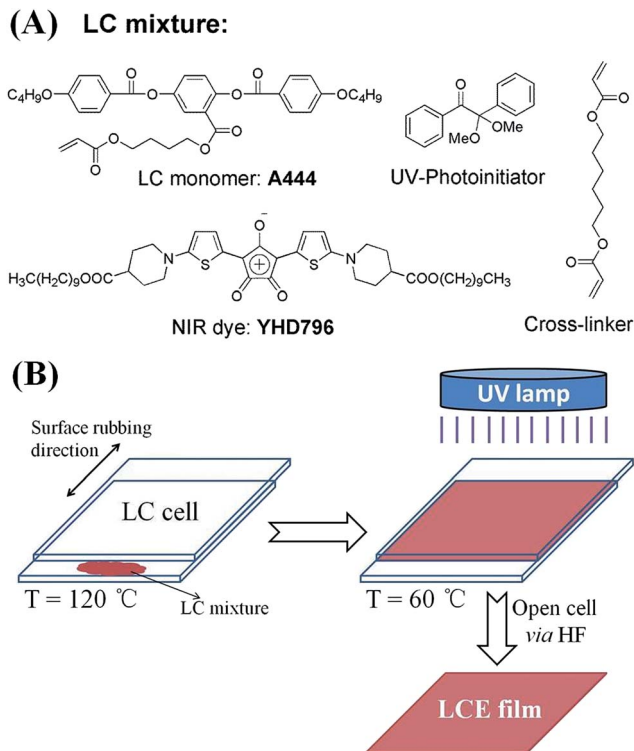 (A) LC mixture:
C₄H₉O
O
O
O
O
OC₄H₉
O
O
O
O
O
LC monomer: A444
O
MeO
OMe
UV-Photoinitiator
O
O
O
O
Cross-linker
O⁻
H₃C(H₂C)₉OOC
N
S
+
S
N
COO(CH₂)₉CH₃
O
O
NIR dye: YHD796
(B)
Surface rubbing
direction
LC cell
T = 120 ℃
LC mixture
UV lamp
T = 60 ℃
Open cell
via HF
LCE film